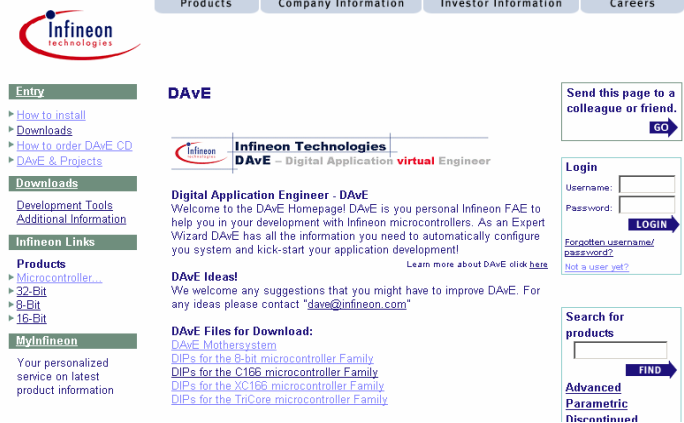 Products
Company Information
Investor Information
Careers
Infineon
technologies
Entry
How to install
Downloads
How to order DAvE CD
DAvE & Projects
Downloads
Development Tools
Additional Information
Infineon Links
Products
Microcontroller...
32-Bit
8-Bit
16-Bit
MyInfineon
Your personalized
service on latest
product information
DAvE
Infineon
technologies
Infineon Technologies
DAvE – Digital Application virtual Engineer
Digital Application Engineer - DAvE
Welcome to the DAvE Homepage! DAvE is you personal Infineon FAE to
help you in your development with Infineon microcontrollers. As an Expert
Wizard DAvE has all the information you need to automatically configure
you system and kick-start your application development!
Learn more about DAvE click here
DAvE Ideas!
We welcome any suggestions that you might have to improve DAvE. For
any ideas please contact "dave@infineon.com"
DAvE Files for Download:
DAvE Mothersystem
DIPs for the 8-bit microcontroller Family
DIPs for the C166 microcontroller Family
DIPs for the XC166 microcontroller Family
DIPs for the TriCore microcontroller Family
Send this page to a
colleague or friend.
GO
Login
Username:
Password:
LOGIN
Forgotten username/
password?
Not a user yet?
Search for
products
FIND
Advanced
Parametric
Discontinued